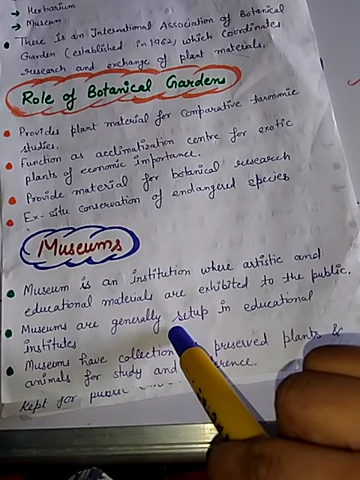 → Herbarium
→ Museum
• There is an International Association of Botanical
Garden (established in 1962) which coordinates
research and exchange of plant materials.
Role of Botanical Gardens
• Provides plant material for comparative taxonomic
studies.
• Function as acclimatization centre for exotic
plants of economic importance.
• Provide material for botanical research
• Ex-situ conservation of endangered species
Museums
• Museum is an institution where artistic and
educational materials are exhibited to the public.
• Museums are generally setup in educational
institutes
• Museums have collection preserved plants &
animals for study and
Kept for public